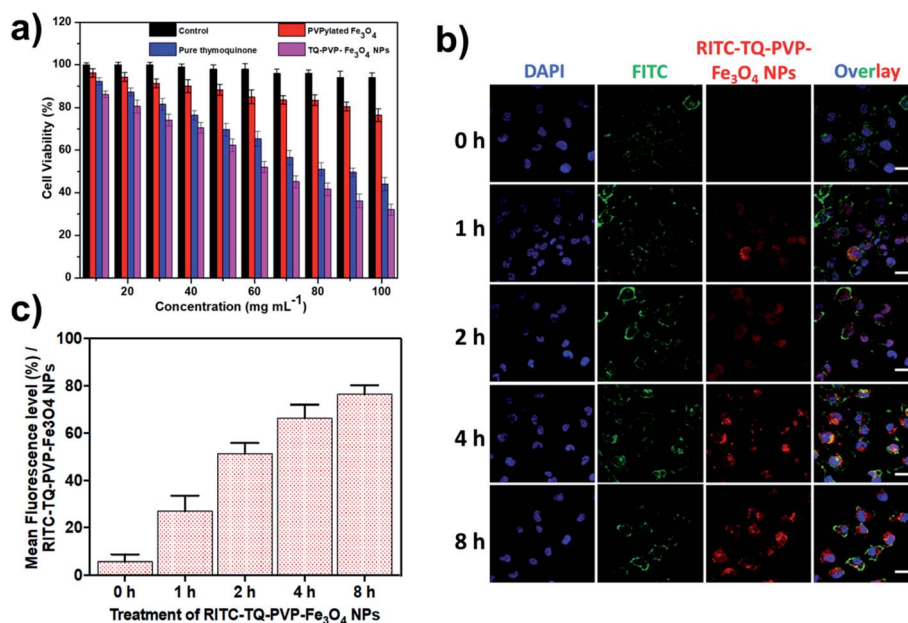 a)
120
100
80
60
40
20
0
Cell Viability (%)
Control
PVPylated Fe₃O₄
Pure thymoquinone
TQ-PVP- Fe₃O₄ NPs
20
40
60
80
100
Concentration (mg mL⁻¹)
b)
DAPI
FITC
RITC-TQ-PVP-
Fe₃O₄ NPs
Overlay
0 h
1 h
2 h
4 h
8 h
c)
100
80
60
40
20
0
Mean Fluorescence level (%) /
RITC-TQ-PVP-Fe3O4 NPs
0 h
1 h
2 h
4 h
8 h
Treatment of RITC-TQ-PVP-Fe₃O₄ NPs